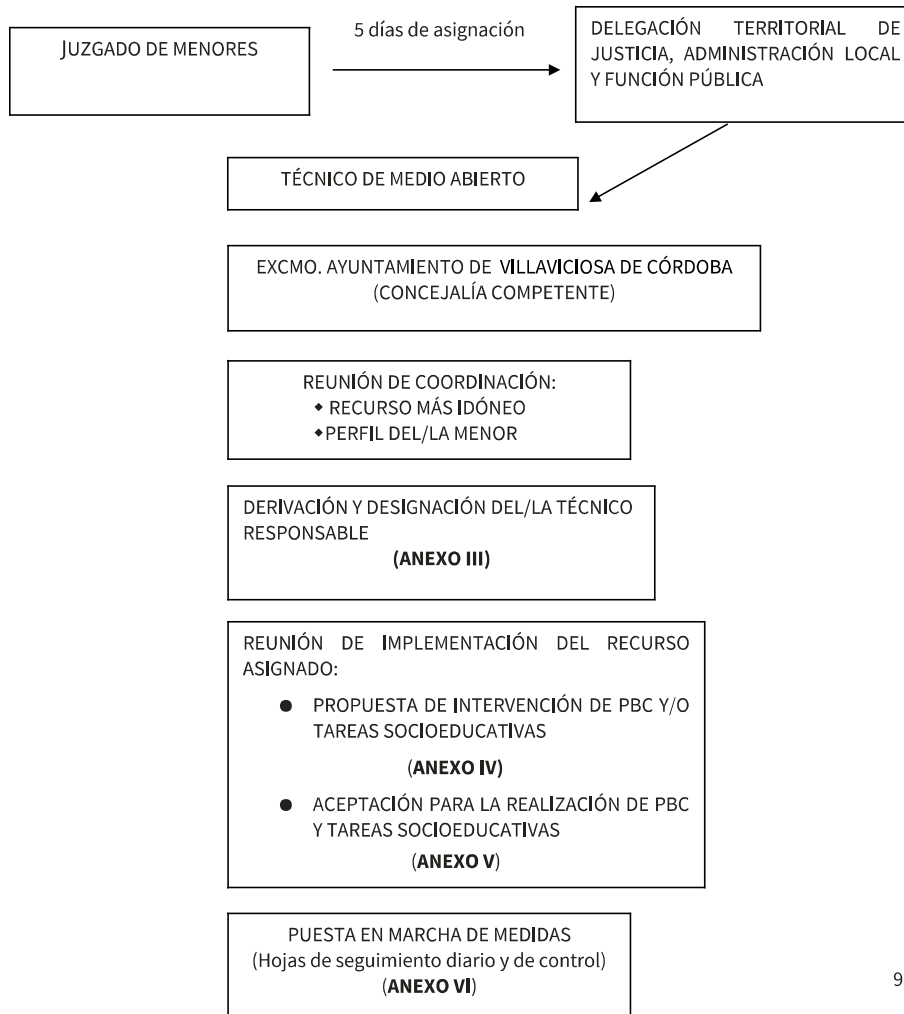 JUZGADO DE MENORES
5 días de asignación
DELEGACIÓN TERRITORIAL DE
JUSTICIA, ADMINISTRACIÓN LOCAL
Y FUNCIÓN PÚBLICA
TÉCNICO DE MEDIO ABIERTO
EXCMO. AYUNTAMIENTO DE VILLAVICIOSA DE CÓRDOBA
(CONCEJALÍA COMPETENTE)
REUNIÓN DE COORDINACIÓN:
◆ RECURSO MÁS IDÓNEO
◆PERFIL DEL/LA MENOR
DERIVACIÓN Y DESIGNACIÓN DEL/LA TÉCNICO
RESPONSABLE
(ANEXO III)
REUNIÓN DE IMPLEMENTACIÓN DEL RECURSO
ASIGNADO:
● PROPUESTA DE INTERVENCIÓN DE PBC Y/O
TAREAS SOCIOEDUCATIVAS
(ANEXO IV)
● ACEPTACIÓN PARA LA REALIZACIÓN DE PBC
Y TAREAS SOCIOEDUCATIVAS
(ANEXO V)
PUESTA EN MARCHA DE MEDIDAS
(Hojas de seguimiento diario y de control)
(ANEXO VI)
9